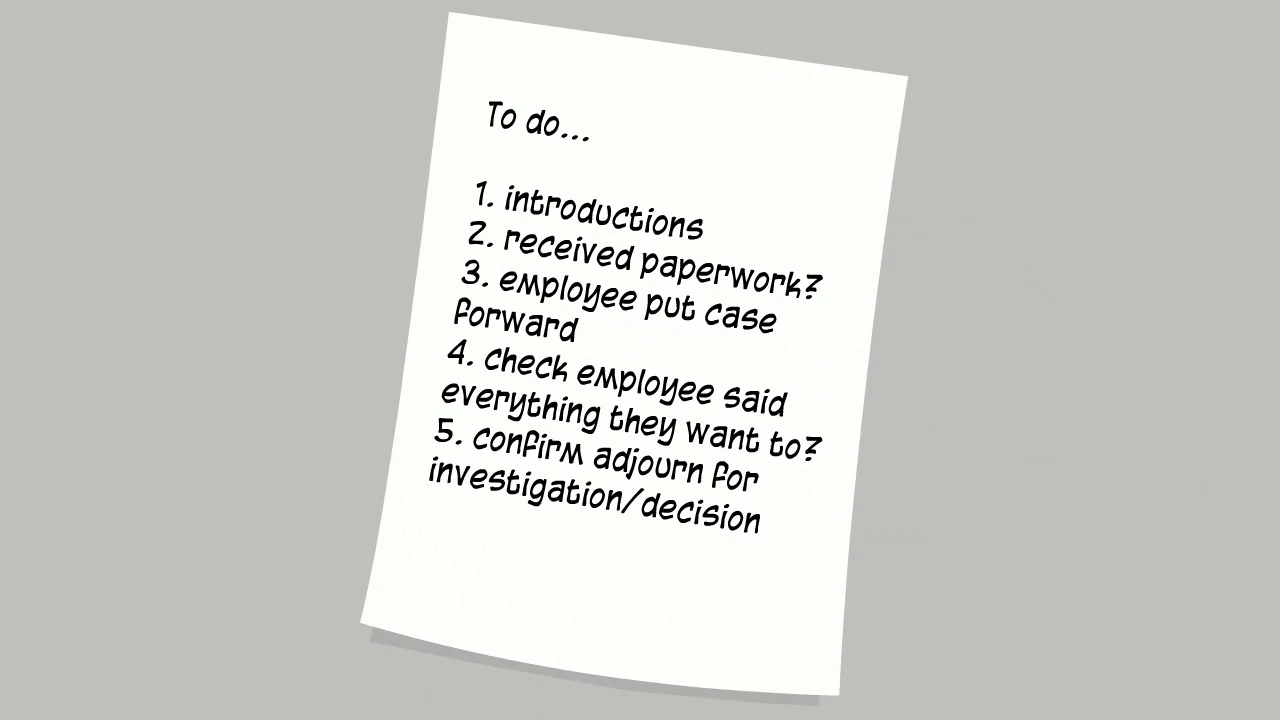 To do...
1. introductions
2. received paperwork?
3. employee put case
forward
4. check employee said
everything they want to?
5. confirm adjourn for
investigation/decision